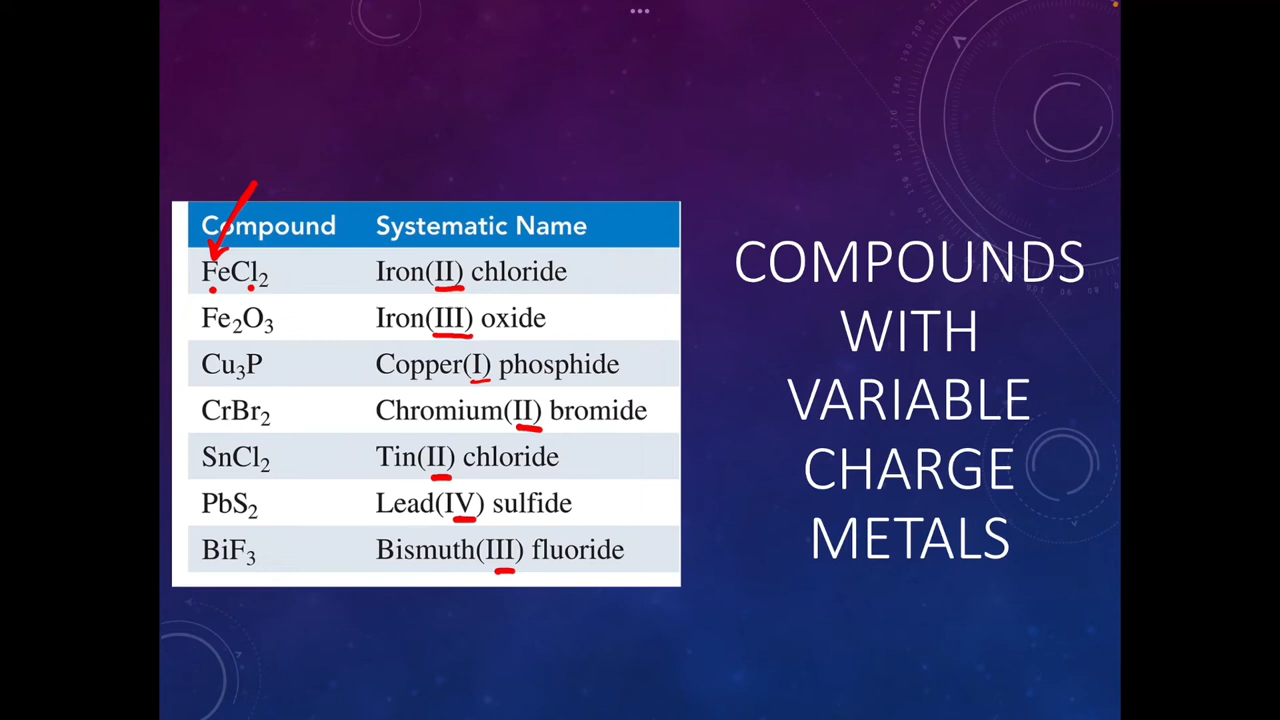 Compound Systematic Name
FeCl2 Iron(II) chloride
Fe2O3 Iron(III) oxide
Cu3P Copper(I) phosphide
CrBr2 Chromium(II) bromide
SnCl2 Tin(II) chloride
PbS2 Lead(IV) sulfide
BiF3 Bismuth(III) fluoride
COMPOUNDS
WITH
VARIABLE
CHARGE
METALS